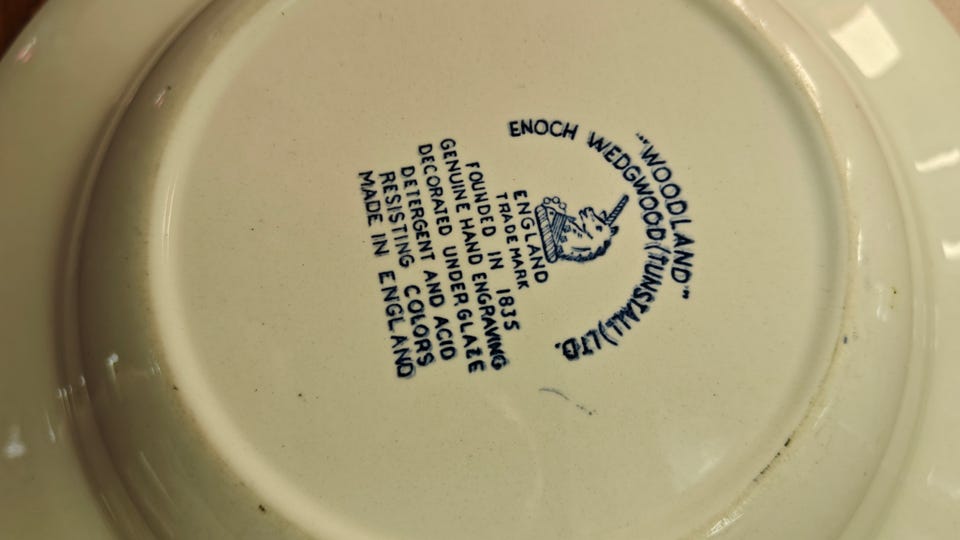 "WOODLAND"
ENOCH WEDGWOOD (TUNSTALL) LTD.
ENGLAND
TRADE MARK
FOUNDED IN 1835
GENUINE HAND ENGRAVING
DECORATED UNDER GLAZE
DETERGENT AND ACID
RESISTING COLORS
MADE IN ENGLAND